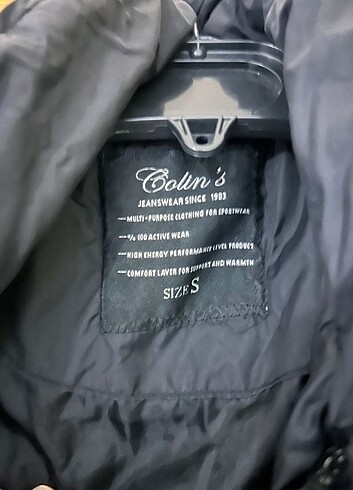 Colin's
JEANSWEAR SINCE 1983
—MULTI-PURPOSE CLOTHING FOR SPORTWEAR
—% 100 ACTIVE WEAR
—HIGH ENERGY PERFORMANCE LEVEL PRODUCT
—COMFORT LAYER FOR SUPPORT AND WARMTH
SIZE S